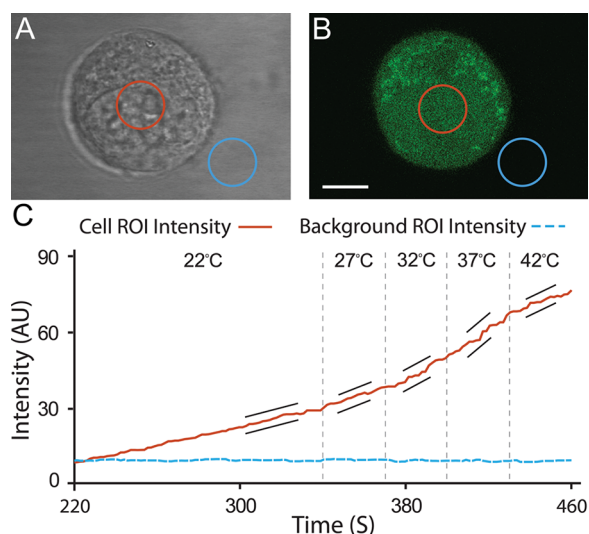 A
B
C
Cell ROI Intensity
Background ROI Intensity
90
22°C
27°C
32°C
37°C
42°C
60
30
0
Intensity (AU)
220
300
380
460
Time (S)